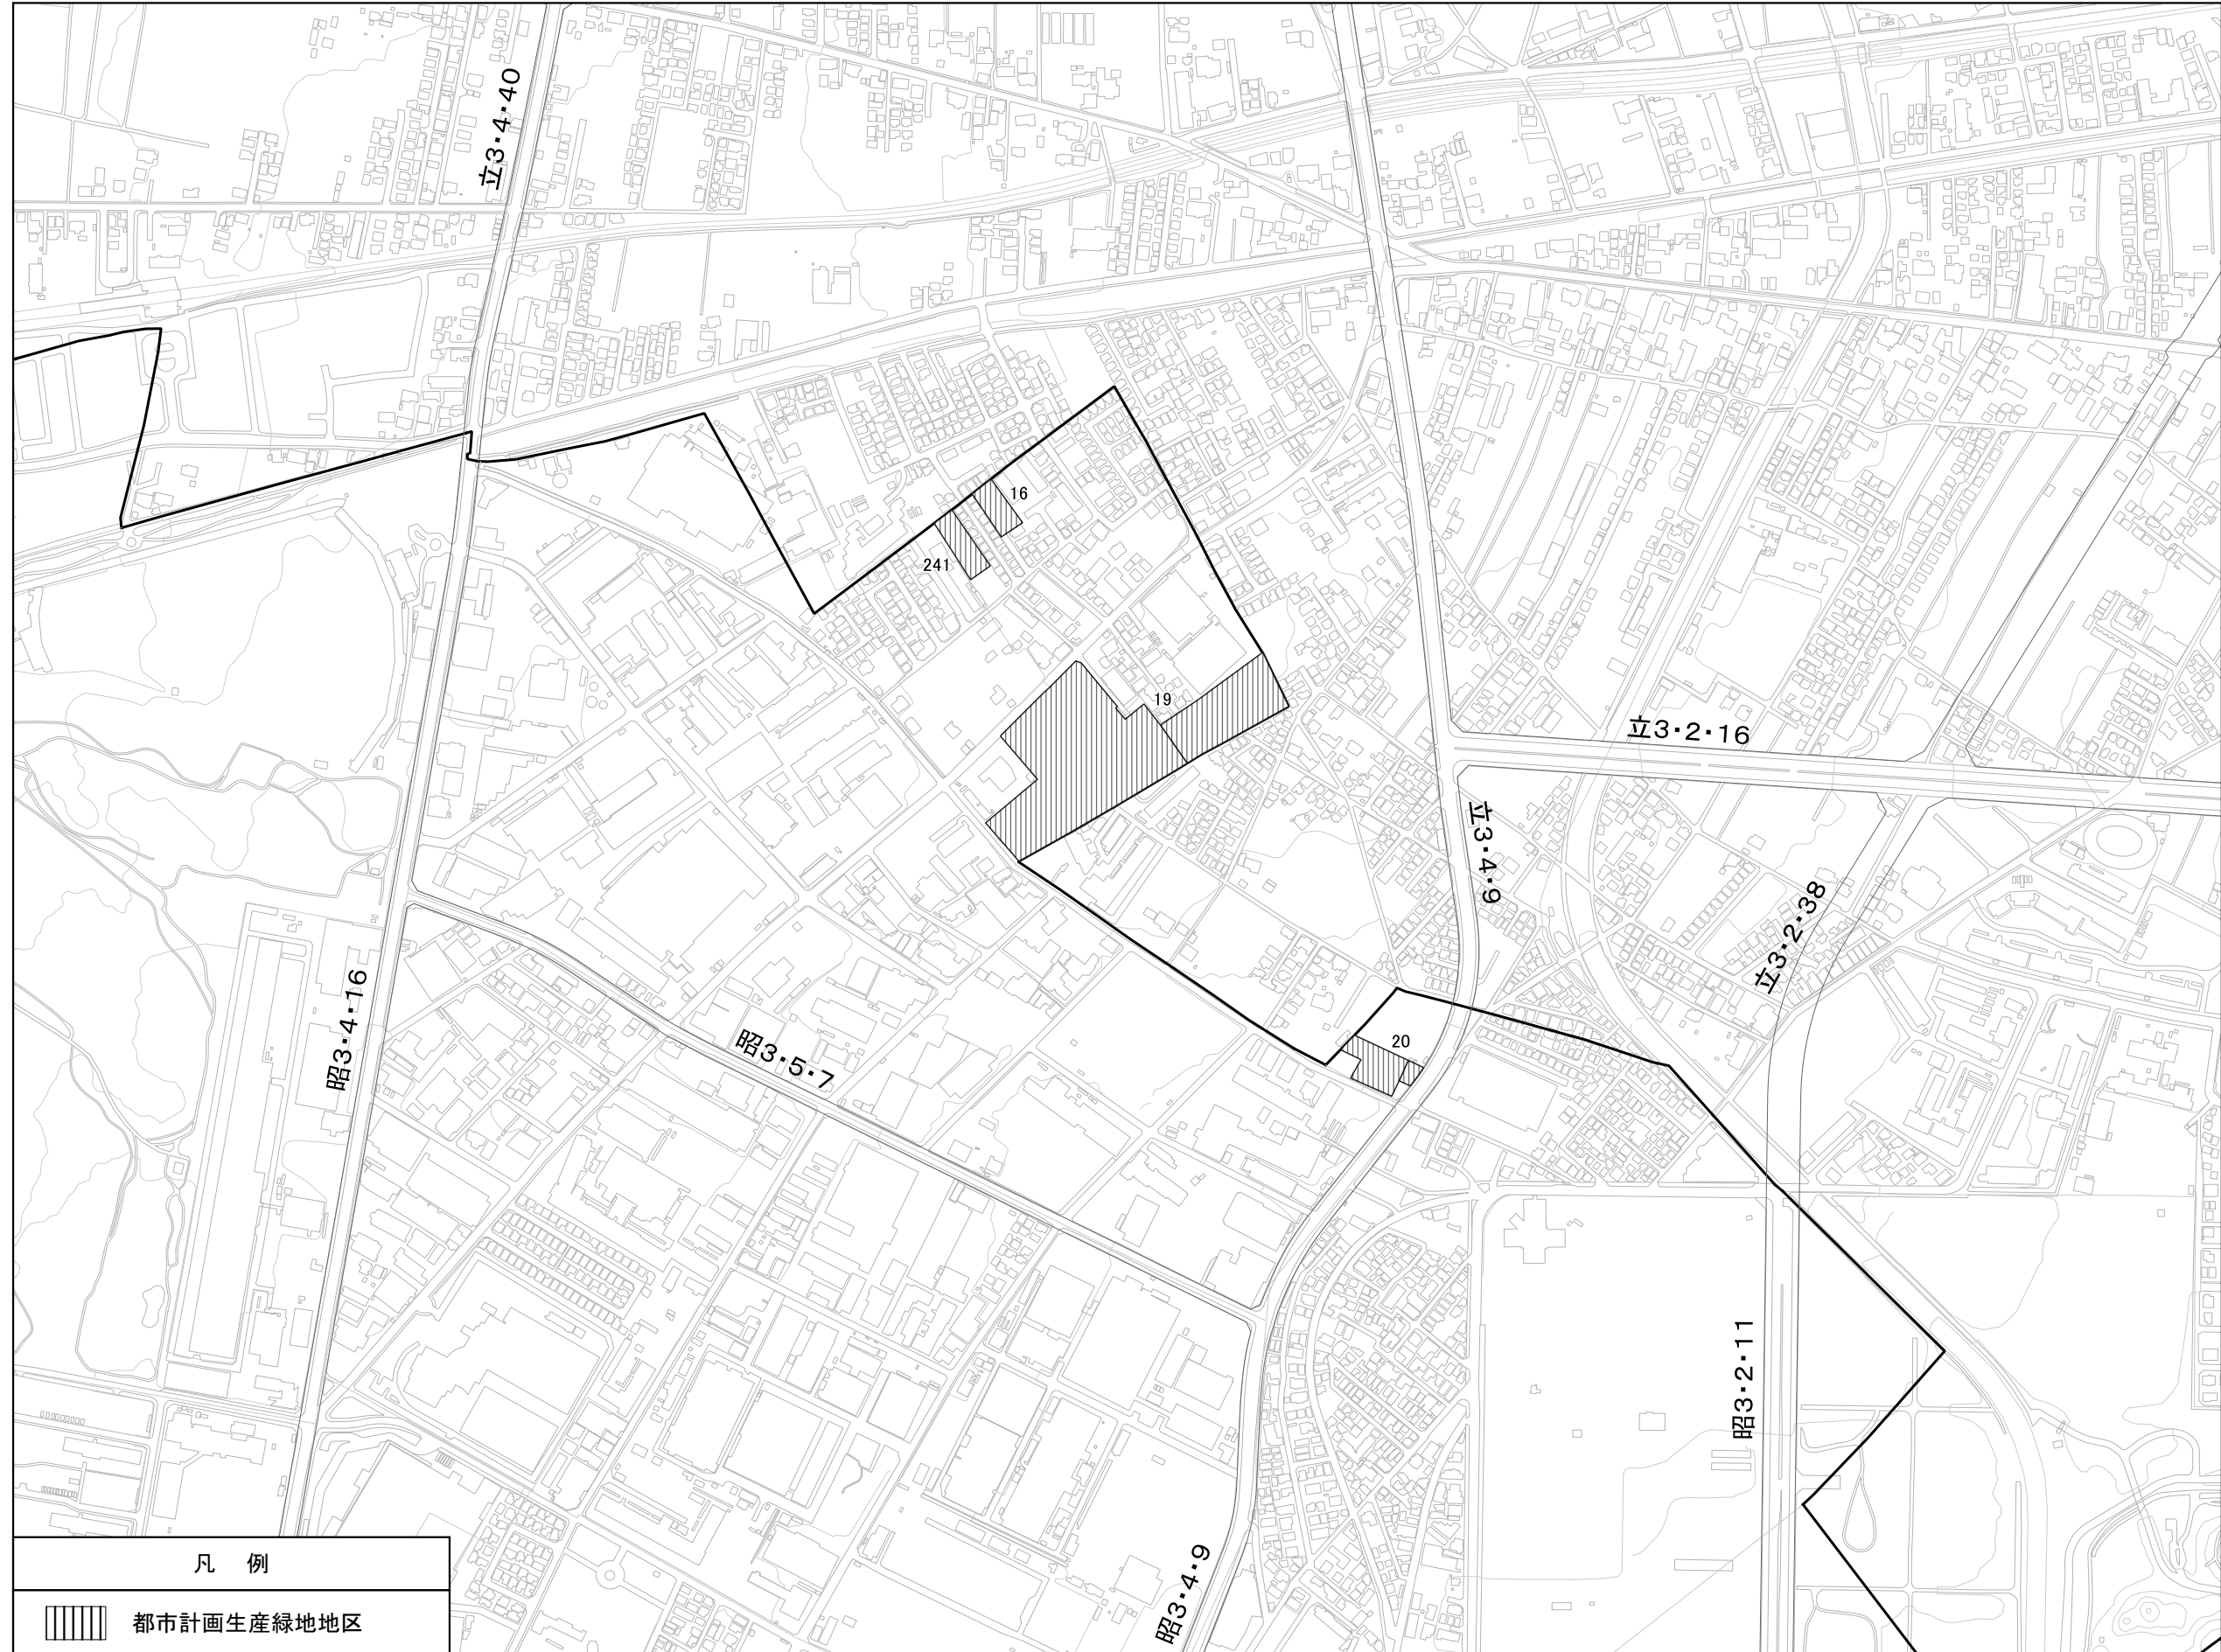 立3・4・40
16
241
19
立3・2・16
立3・4・9
立3・2・38
昭3・4・16
昭3・5・7
20
昭3・2・11
昭3・4・9
凡 例
都市計画生産緑地地区